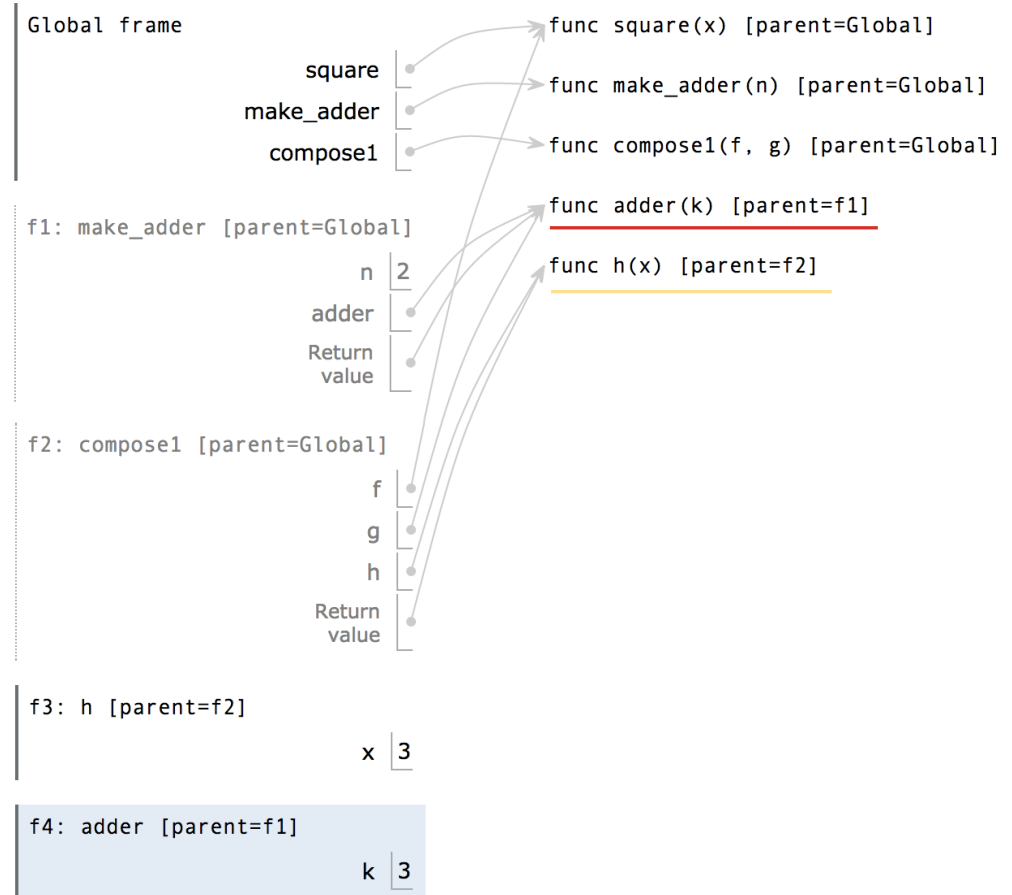 Global frame
square
make_adder
compose1
func square(x) [parent=Global]
func make_adder(n) [parent=Global]
func compose1(f, g) [parent=Global]
func adder(k) [parent=f1]
func h(x) [parent=f2]
f1: make_adder [parent=Global]
n 2
adder
Return
value
f2: compose1 [parent=Global]
f
g
h
Return
value
f3: h [parent=f2]
x 3
f4: adder [parent=f1]
k 3